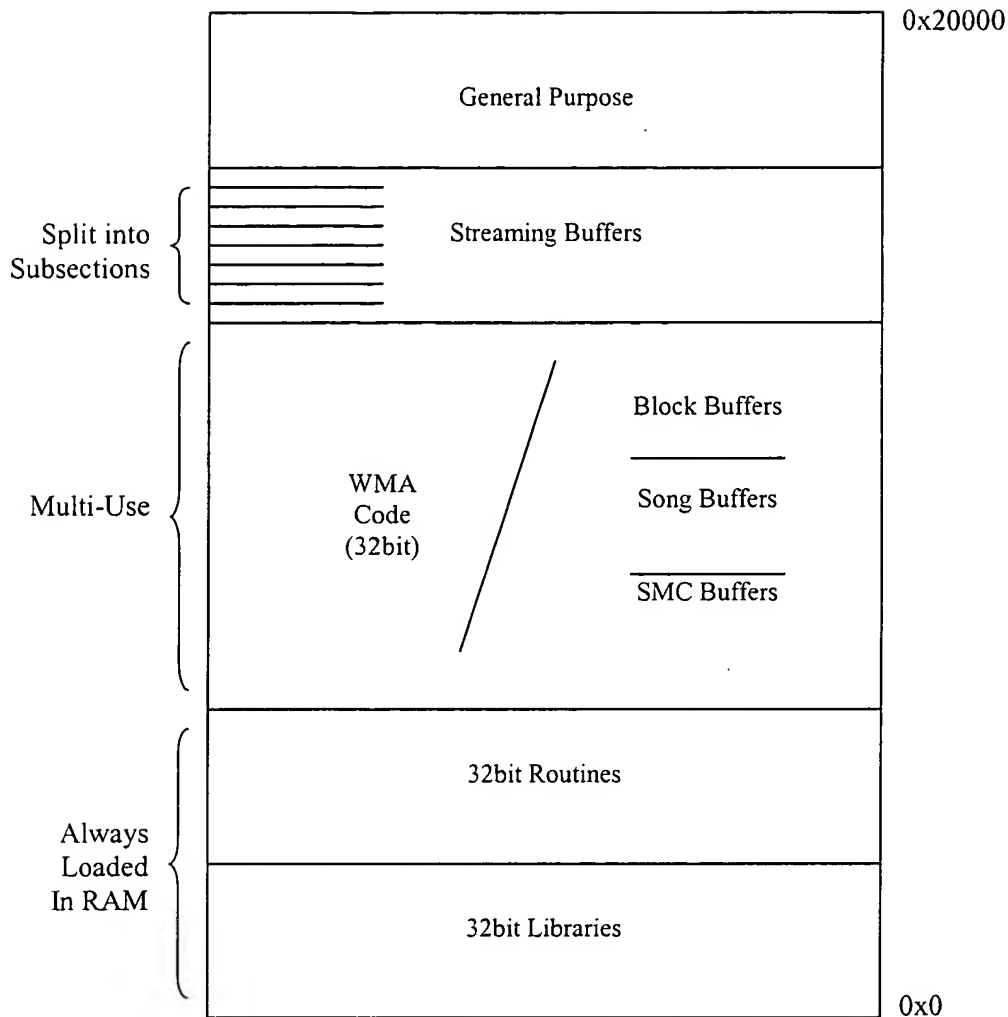 0x20000
General Purpose
Split into
Subsections
Streaming Buffers
Multi-Use
WMA
Code
(32bit)
Block Buffers
Song Buffers
SMC Buffers
Always
Loaded
In RAM
32bit Routines
32bit Libraries
0x0